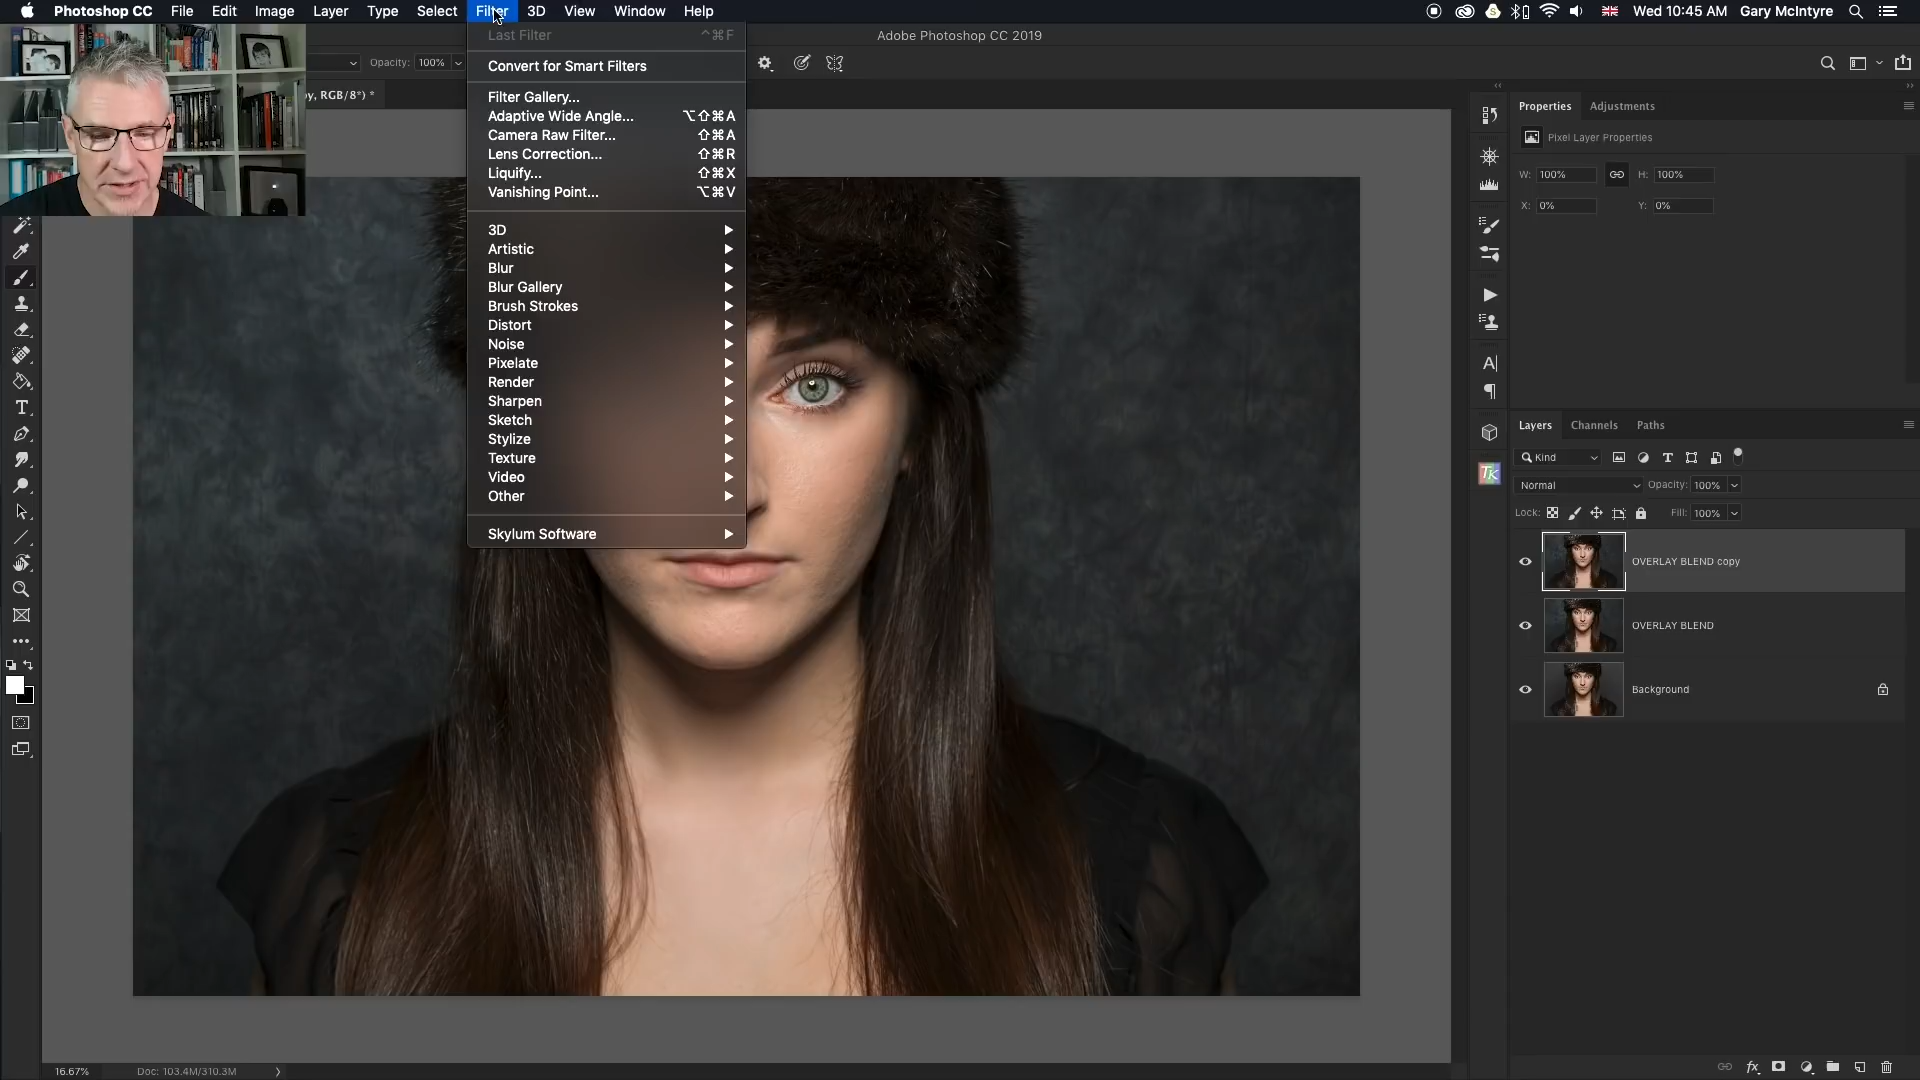 Photoshop CC File Edit Image Layer Type Select Filter 3D View Window Help Wed 10:45 AM Gary McIntyre
Last Filter ^⌘F
Adobe Photoshop CC 2019
Opacity: 100%
Convert for Smart Filters
y, RGB/8*) *
Filter Gallery...
Adaptive Wide Angle... ⌥⇧⌘A
Camera Raw Filter... ⇧⌘A
Lens Correction... ⇧⌘R
Liquify... ⇧⌘X
Vanishing Point... ⌥⌘V
3D
Artistic
Blur
Blur Gallery
Brush Strokes
Distort
Noise
Pixelate
Render
Sharpen
Sketch
Stylize
Texture
Video
Other
Skylum Software
Properties Adjustments
Pixel Layer Properties
W: 100% H: 100%
X: 0% Y: 0%
TK
Layers Channels Paths
Kind
Normal Opacity: 100%
Lock: Fill: 100%
OVERLAY BLEND copy
OVERLAY BLEND
Background
16.67% Doc: 103.4M/310.3M